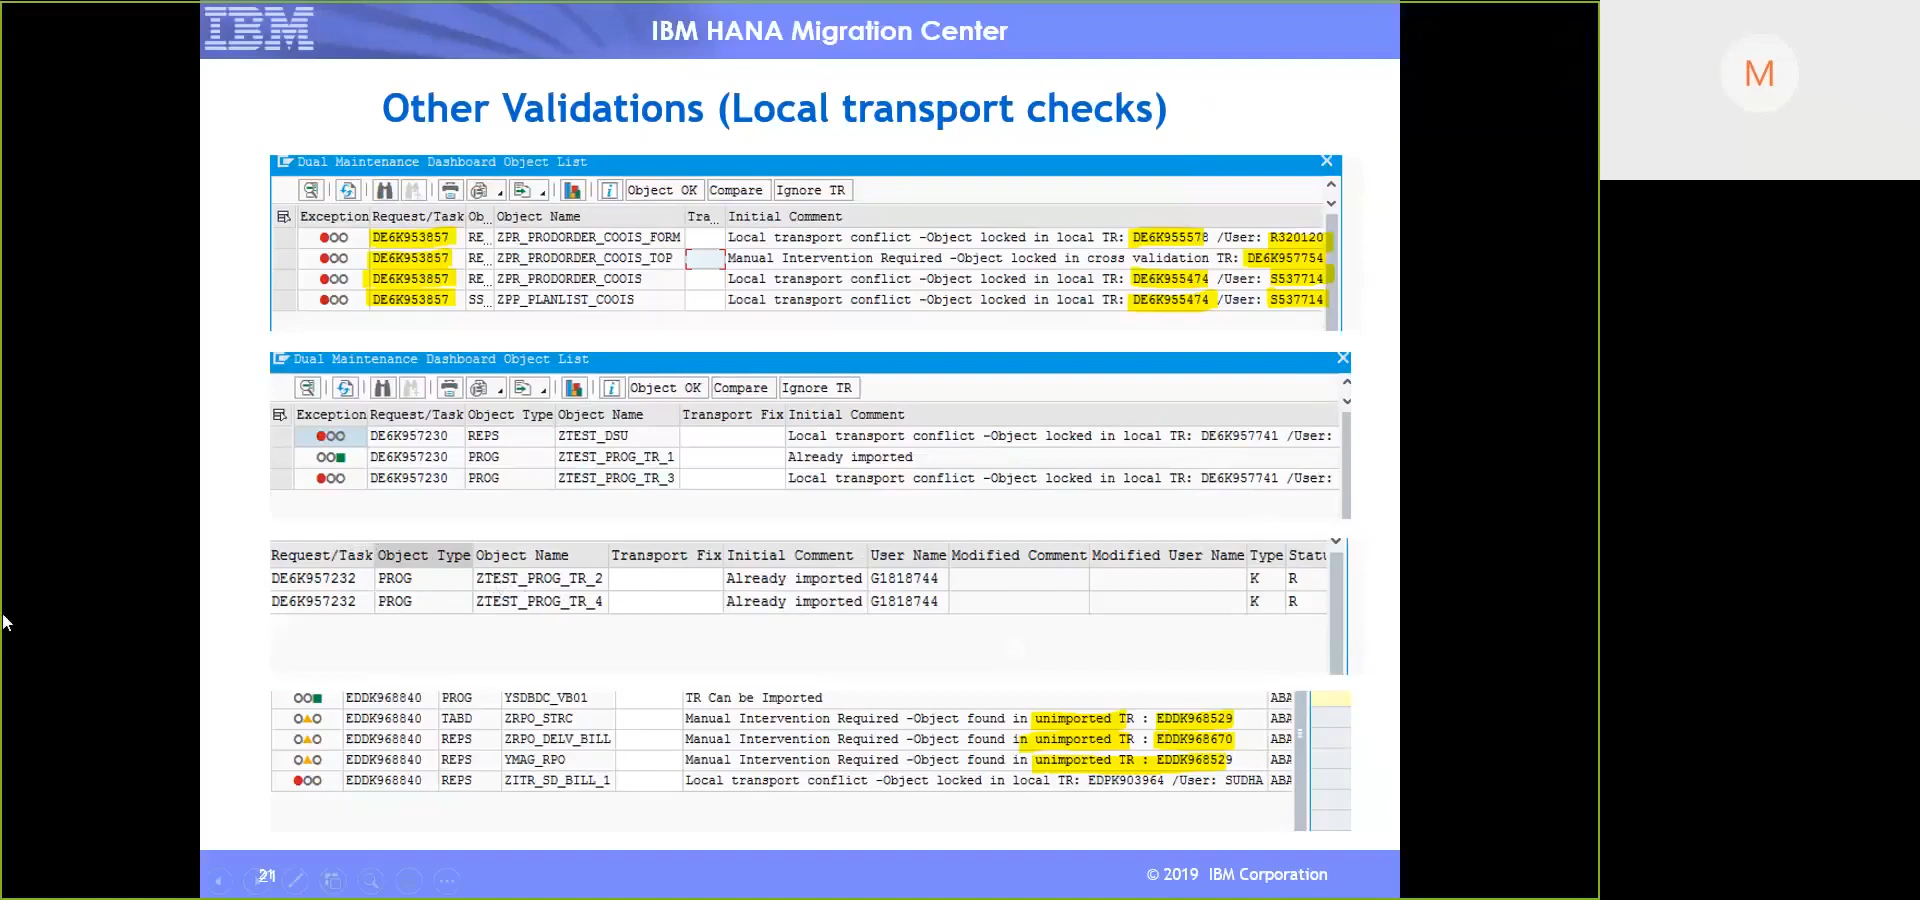 IBM
IBM HANA Migration Center
M
Other Validations (Local transport checks)
Dual Maintenance Dashboard Object List
Object OK Compare Ignore TR
Exception Request/Task Ob.. Object Name Tra.. Initial Comment
DE6K953857 RE.. ZPR_PRODORDER_COOIS_FORM Local transport conflict -Object locked in local TR: DE6K955578 /User: R320120
DE6K953857 RE.. ZPR_PRODORDER_COOIS_TOP Manual Intervention Required -Object locked in cross validation TR: DE6K957754
DE6K953857 RE.. ZPR_PRODORDER_COOIS Local transport conflict -Object locked in local TR: DE6K955474 /User: S537714
DE6K953857 SS.. ZPP_PLANLIST_COOIS Local transport conflict -Object locked in local TR: DE6K955474 /User: S537714
Dual Maintenance Dashboard Object List
Object OK Compare Ignore TR
Exception Request/Task Object Type Object Name Transport Fix Initial Comment
DE6K957230 REPS ZTEST_DSU Local transport conflict -Object locked in local TR: DE6K957741 /User:
DE6K957230 PROG ZTEST_PROG_TR_1 Already imported
DE6K957230 PROG ZTEST_PROG_TR_3 Local transport conflict -Object locked in local TR: DE6K957741 /User:
Request/Task Object Type Object Name Transport Fix Initial Comment User Name Modified Comment Modified User Name Type Statu
DE6K957232 PROG ZTEST_PROG_TR_2 Already imported G1818744 K R
DE6K957232 PROG ZTEST_PROG_TR_4 Already imported G1818744 K R
EDDK968840 PROG YSDBDC_VB01 TR Can be Imported ABA
EDDK968840 TABD ZRPO_STRC Manual Intervention Required -Object found in unimported TR : EDDK968529 ABA
EDDK968840 REPS ZRPO_DELV_BILL Manual Intervention Required -Object found in unimported TR : EDDK968670 ABA
EDDK968840 REPS YMAG_RPO Manual Intervention Required -Object found in unimported TR : EDDK968529 ABA
EDDK968840 REPS ZITR_SD_BILL_1 Local transport conflict -Object locked in local TR: EDPK903964 /User: SUDHA ABA
21
© 2019 IBM Corporation